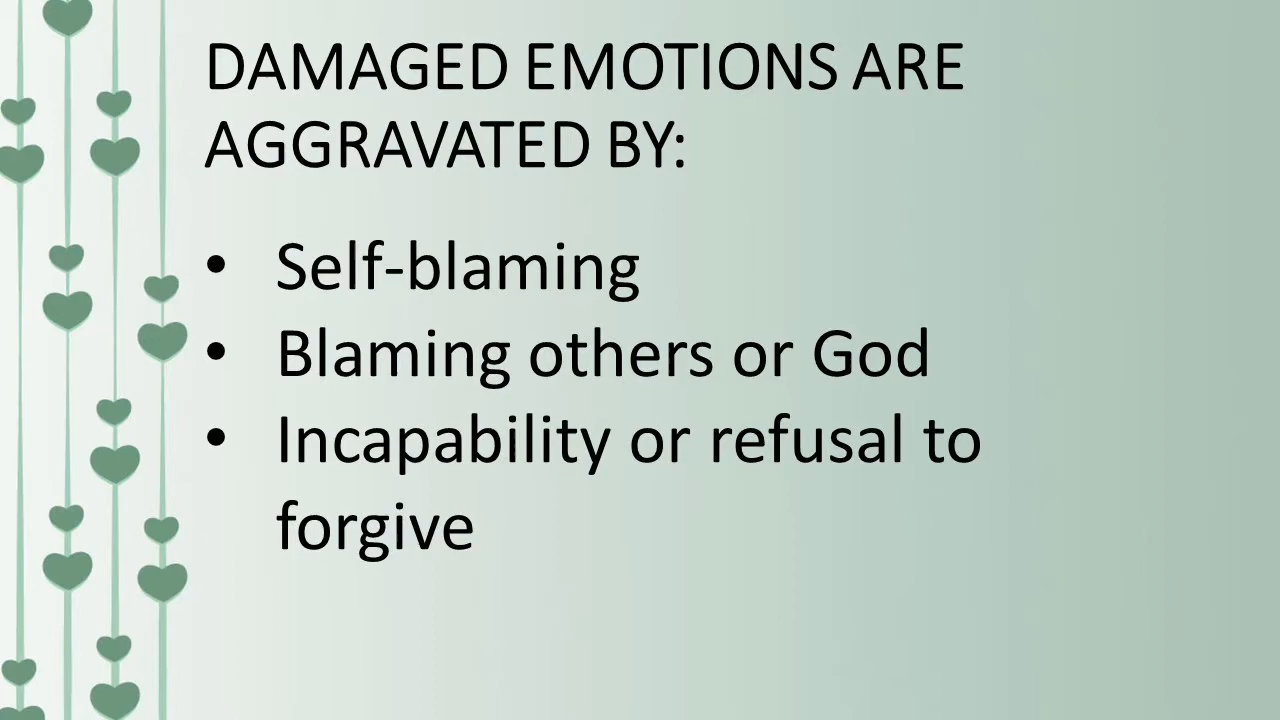 DAMAGED EMOTIONS ARE
AGGRAVATED BY:
• Self-blaming
• Blaming others or God
• Incapability or refusal to
forgive